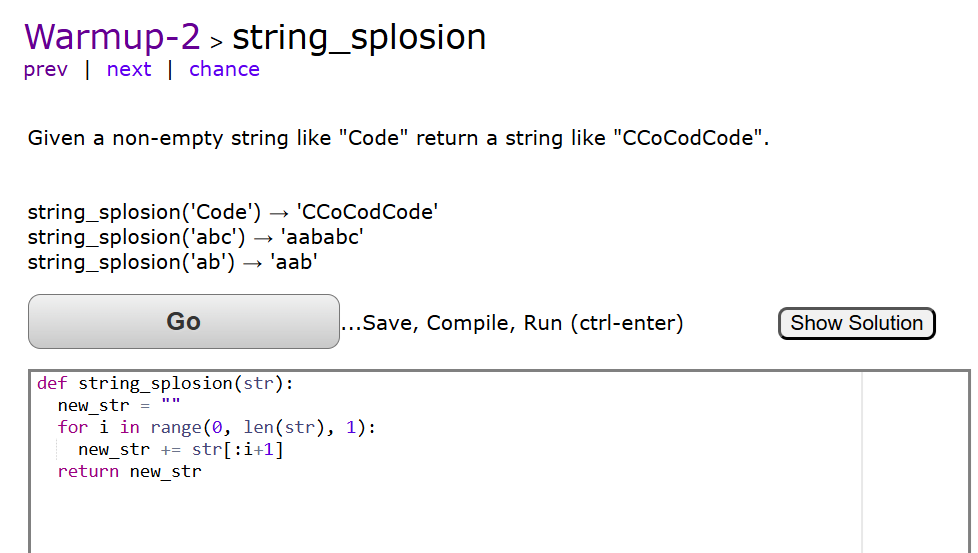 Warmup-2 > string_splosion
prev | next | chance
Given a non-empty string like "Code" return a string like "CCoCodCode".
string_splosion('Code') → 'CCoCodCode'
string_splosion('abc') → 'aababc'
string_splosion('ab') → 'aab'
Go ...Save, Compile, Run (ctrl-enter) Show Solution
def string_splosion(str):
  new_str = ""
  for i in range(0, len(str), 1):
    new_str += str[:i+1]
  return new_str